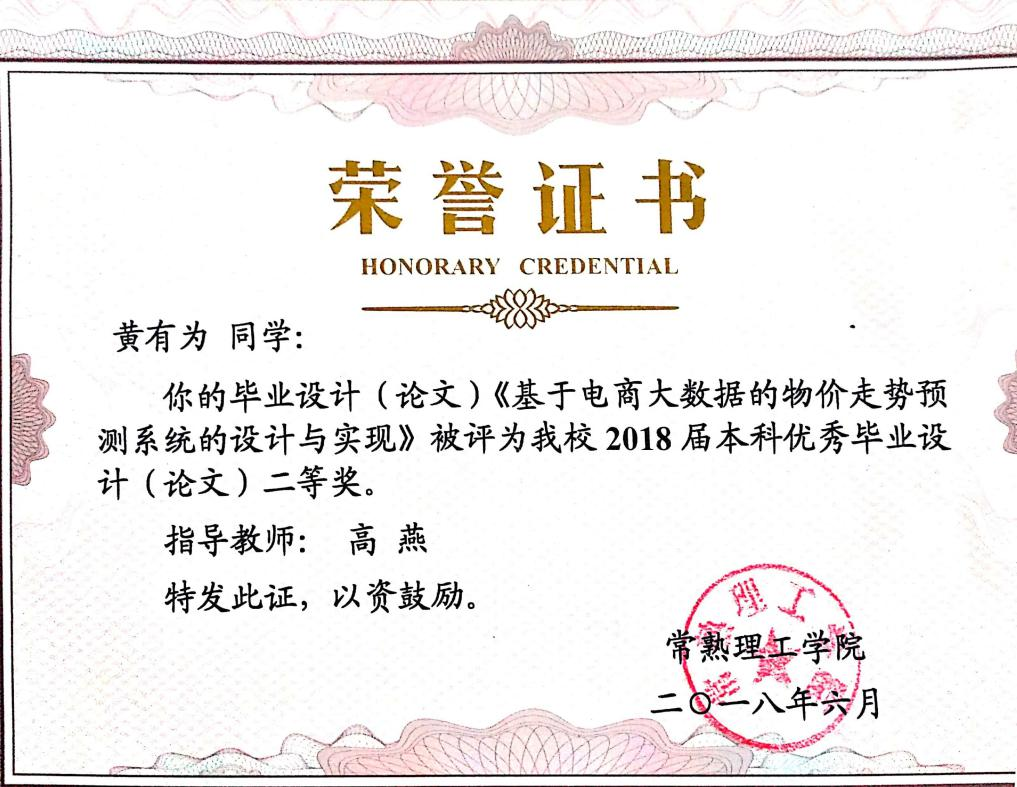 荣誉证书
HONORARY CREDENTIAL
黄有为 同学：
你的毕业设计（论文）《基于电商大数据的物价走势预
测系统的设计与实现》被评为我校 2018 届本科优秀毕业设
计（论文）二等奖。
指导教师： 高 燕
特发此证，以资鼓励。
常熟理工学院
二〇一八年六月